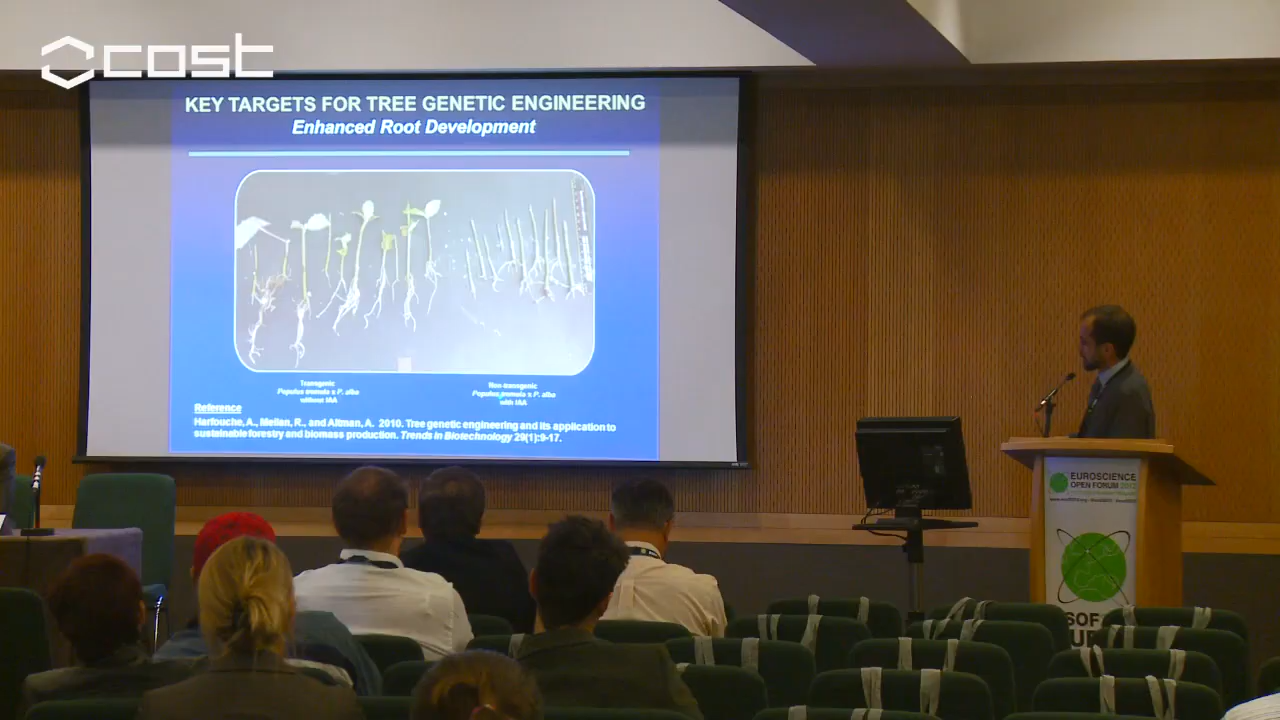 cost
KEY TARGETS FOR TREE GENETIC ENGINEERING
Enhanced Root Development
Transgenic
Populus tremula x P. alba
without IAA
Non-transgenic
Populus tremula x P. alba
with IAA
Reference
Harfouche, A., Meilan, R., and Altman, A. 2010. Tree genetic engineering and its application to
sustainable forestry and biomass production. Trends in Biotechnology 29(1):9-17.
EUROSCIENCE
OPEN FORUM 2012